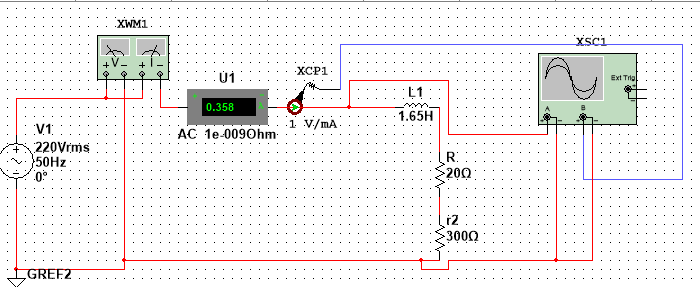 XWM1
V I
+ - + -
U1
0.358
AC 1e-009Ohm
XCP1
1 V/mA
L1
1.65H
XSC1
Ext Trig
+
-
A
B
+ - + -
V1
220Vrms
50Hz
0°
R
20Ω
r2
300Ω
GREF2